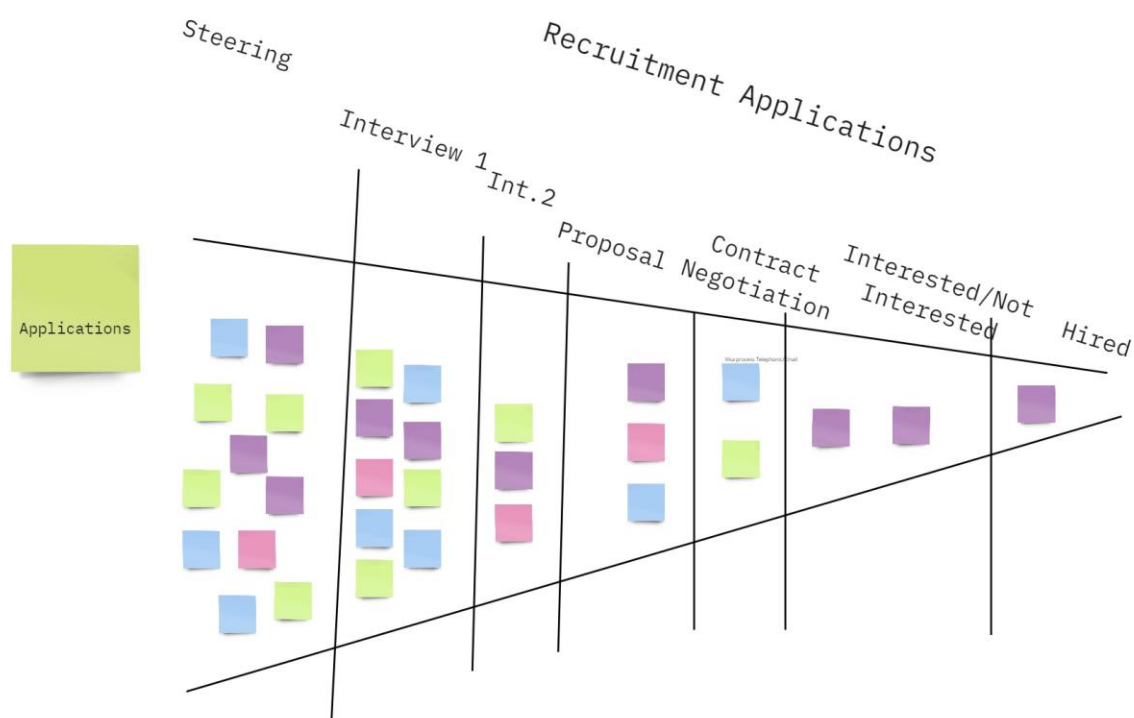 Steering
Recruitment Applications
Interview 1
Int.2
Proposal Negotiation
Contract
Interested/Not
Interested
Hired
Applications